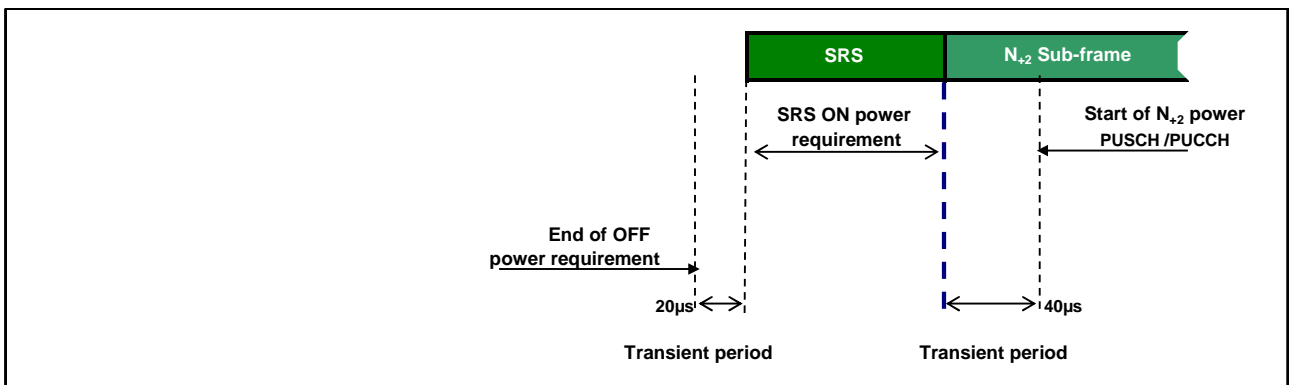 SRS
N+2 Sub-frame
SRS ON power
requirement
Start of N+2 power
PUSCH /PUCCH
End of OFF
power requirement
20µs
40µs
Transient period
Transient period